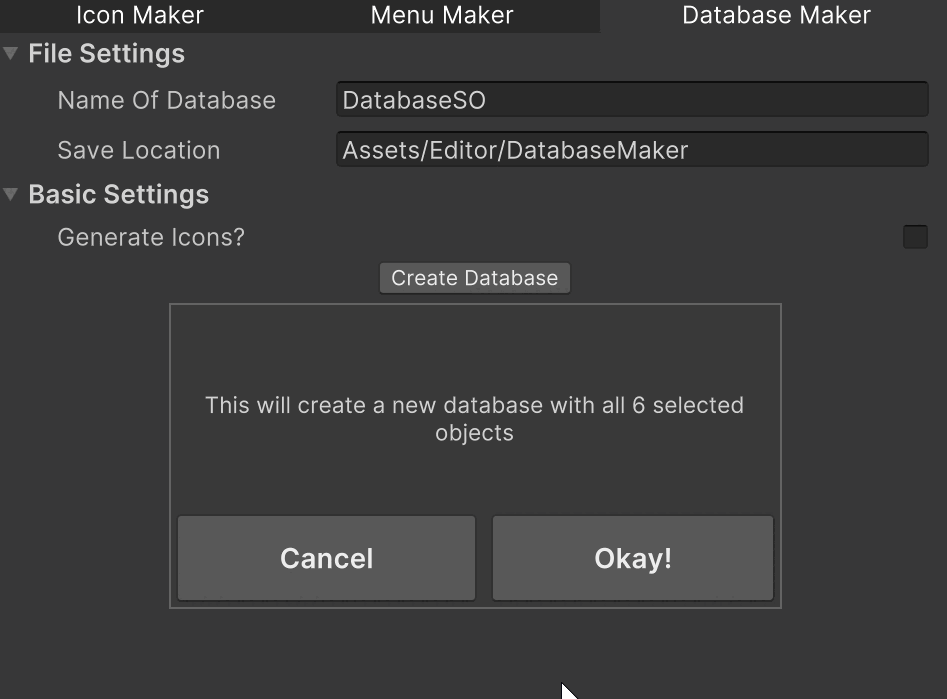 Icon Maker Menu Maker Database Maker
File Settings
Name Of Database DatabaseSO
Save Location Assets/Editor/DatabaseMaker
Basic Settings
Generate Icons?
Create Database
This will create a new database with all 6 selected
objects
Cancel Okay!